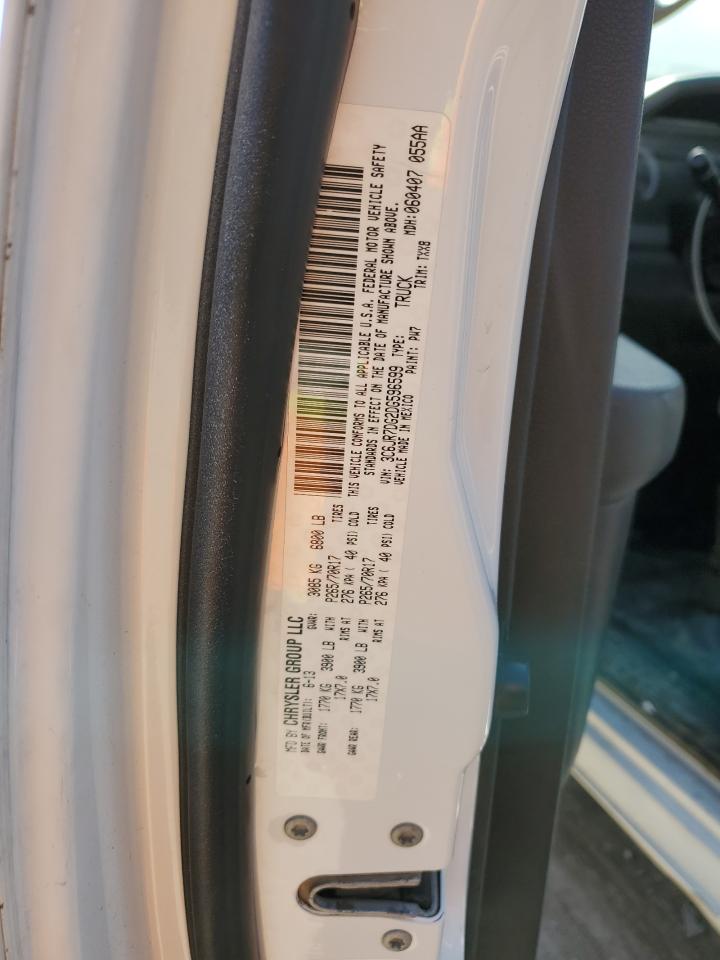 MFD BY CHRYSLER GROUP LLC
DATE OF MFR(BUILT): 6-13 GVWR: 3085 KG 6800 LB
GAWR FRONT: 1770 KG 3900 LB WITH P265/70R17 TIRES
17X7.0 RIMS AT 276 KPA ( 40 PSI) COLD
GAWR REAR: 1770 KG 3900 LB WITH P265/70R17 TIRES
17X7.0 RIMS AT 276 KPA ( 40 PSI) COLD
THIS VEHICLE CONFORMS TO ALL APPLICABLE U.S.A. FEDERAL MOTOR VEHICLE SAFETY
STANDARDS IN EFFECT ON THE DATE OF MANUFACTURE SHOWN ABOVE.
VIN: 3C6JR7DG2DG596599 TYPE: TRUCK MDH:060407 055AA
VEHICLE MADE IN MEXICO PAINT: PW7 TRIM: TXX8